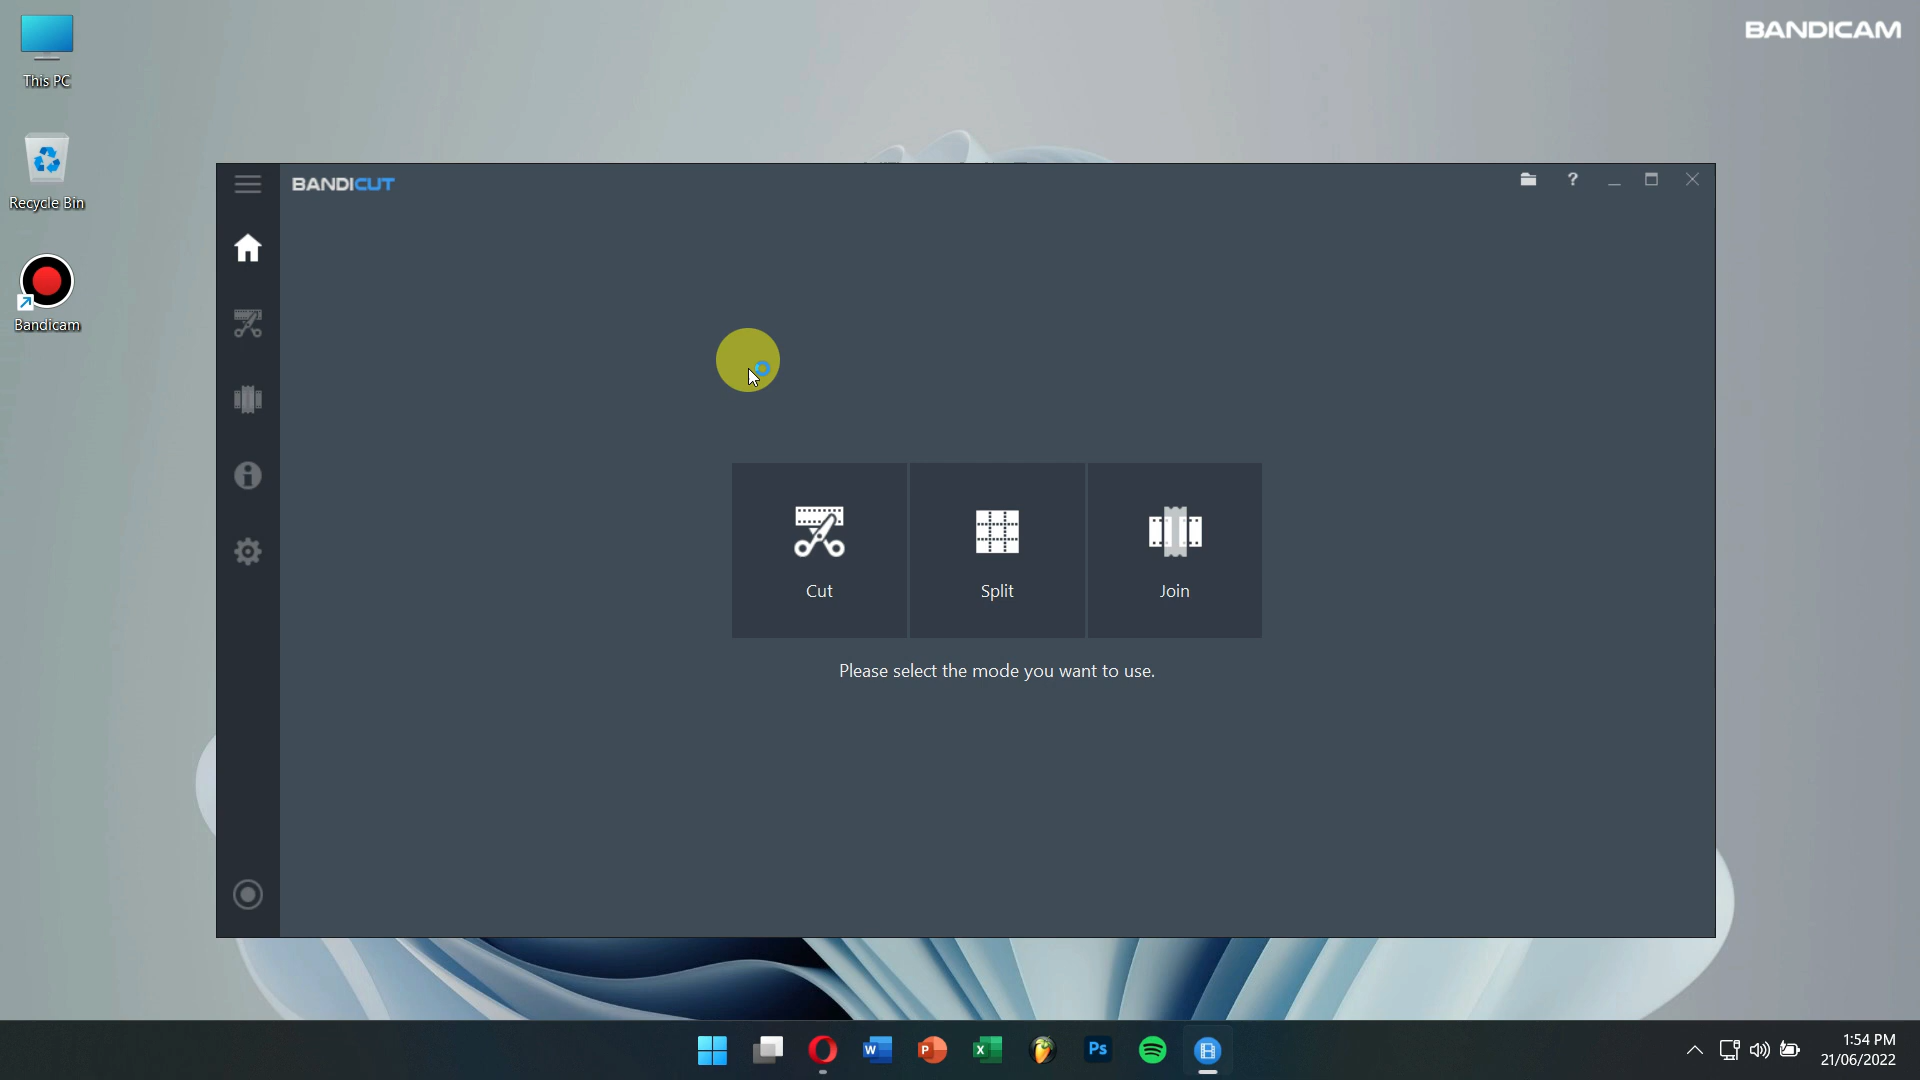 BANDICAM
This PC
Recycle Bin
Bandicam
BANDICUT
?
Cut
Split
Join
Please select the mode you want to use.
W
P
X
Ps
1:54 PM
21/06/2022